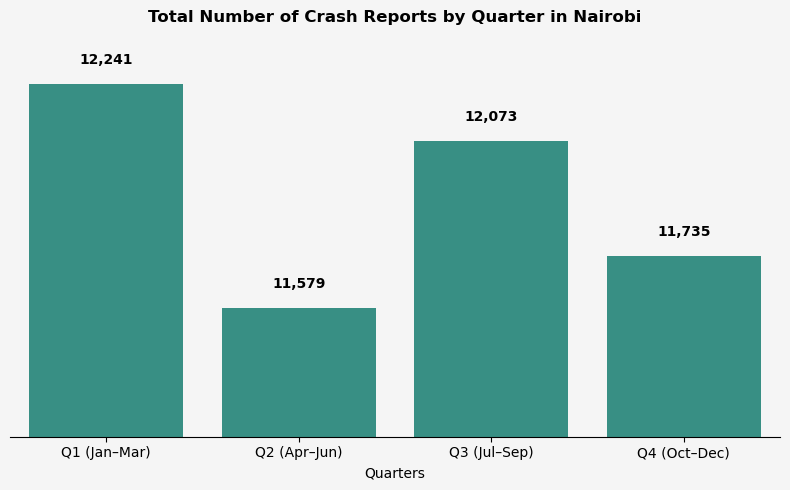 Total Number of Crash Reports by Quarter in Nairobi
12,241
11,579
12,073
11,735
Q1 (Jan–Mar)
Q2 (Apr–Jun)
Q3 (Jul–Sep)
Q4 (Oct–Dec)
Quarters